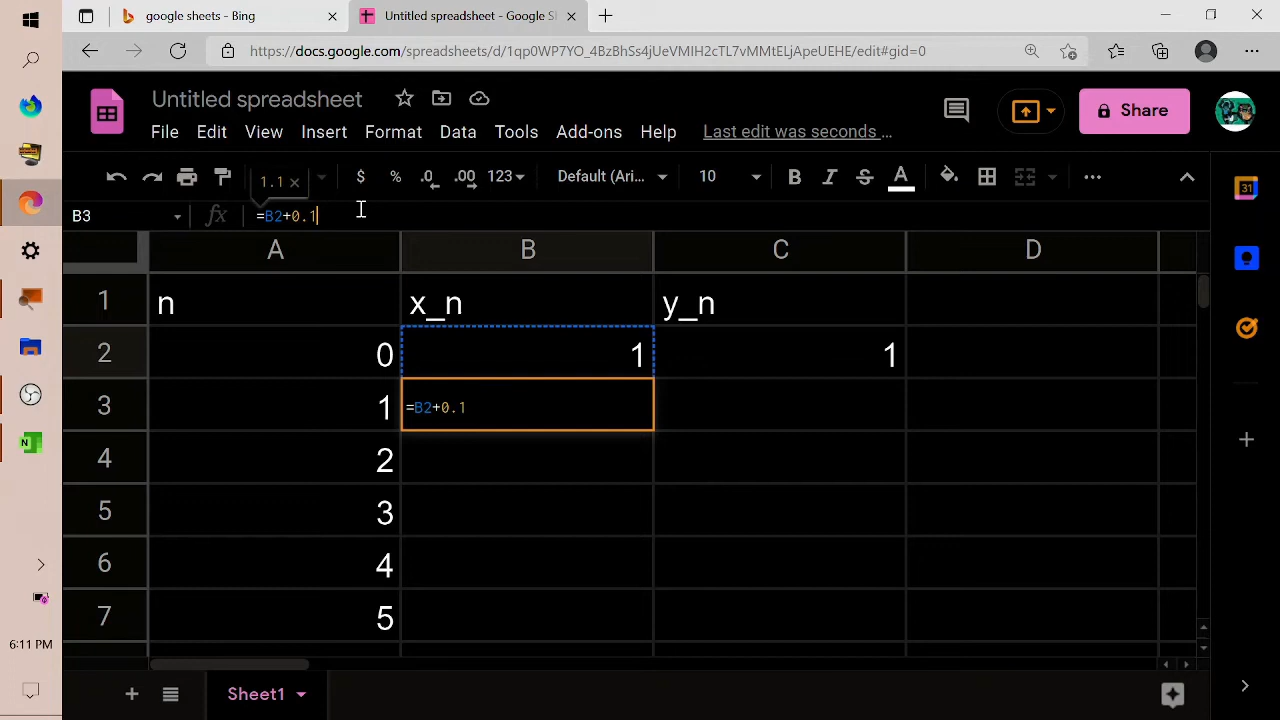 google sheets - Bing
Untitled spreadsheet - Google S
https://docs.google.com/spreadsheets/d/1qp0WP7YO_4BzBhSs4jUeVMIH2cTL7vMMtELjApeUEHE/edit#gid=0
Untitled spreadsheet
Share
File Edit View Insert Format Data Tools Add-ons Help Last edit was seconds ...
$ % .0 .00 123 Default (Ari... 10 B I S A
1.1 ×
B3 fx =B2+0.1
A B C D
1 n x_n y_n
2 0 1 1
3 1 =B2+0.1
4 2
5 3
6 4
7 5
Sheet1
6:11 PM
31
N